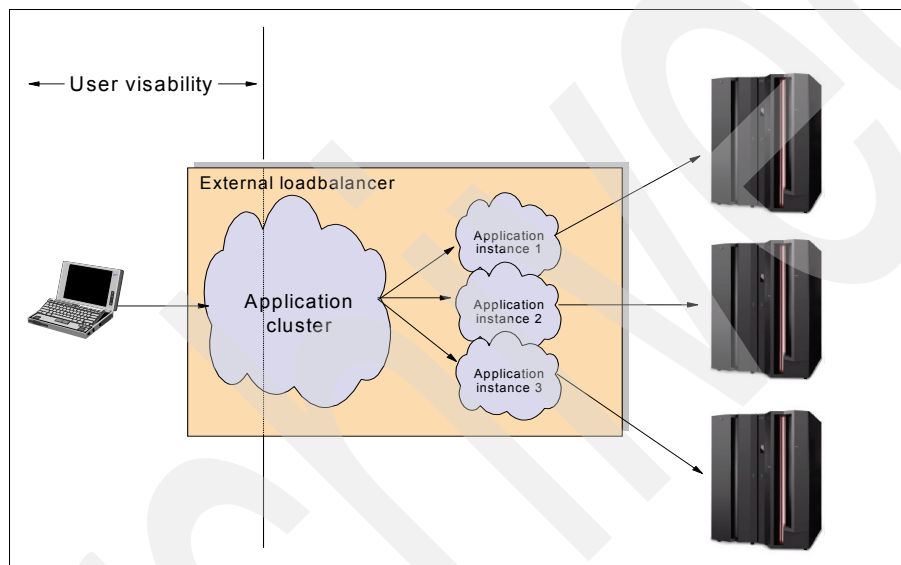 User visability
External loadbalancer
Application
cluster
Application
instance 1
Application
instance 2
Application
instance 3